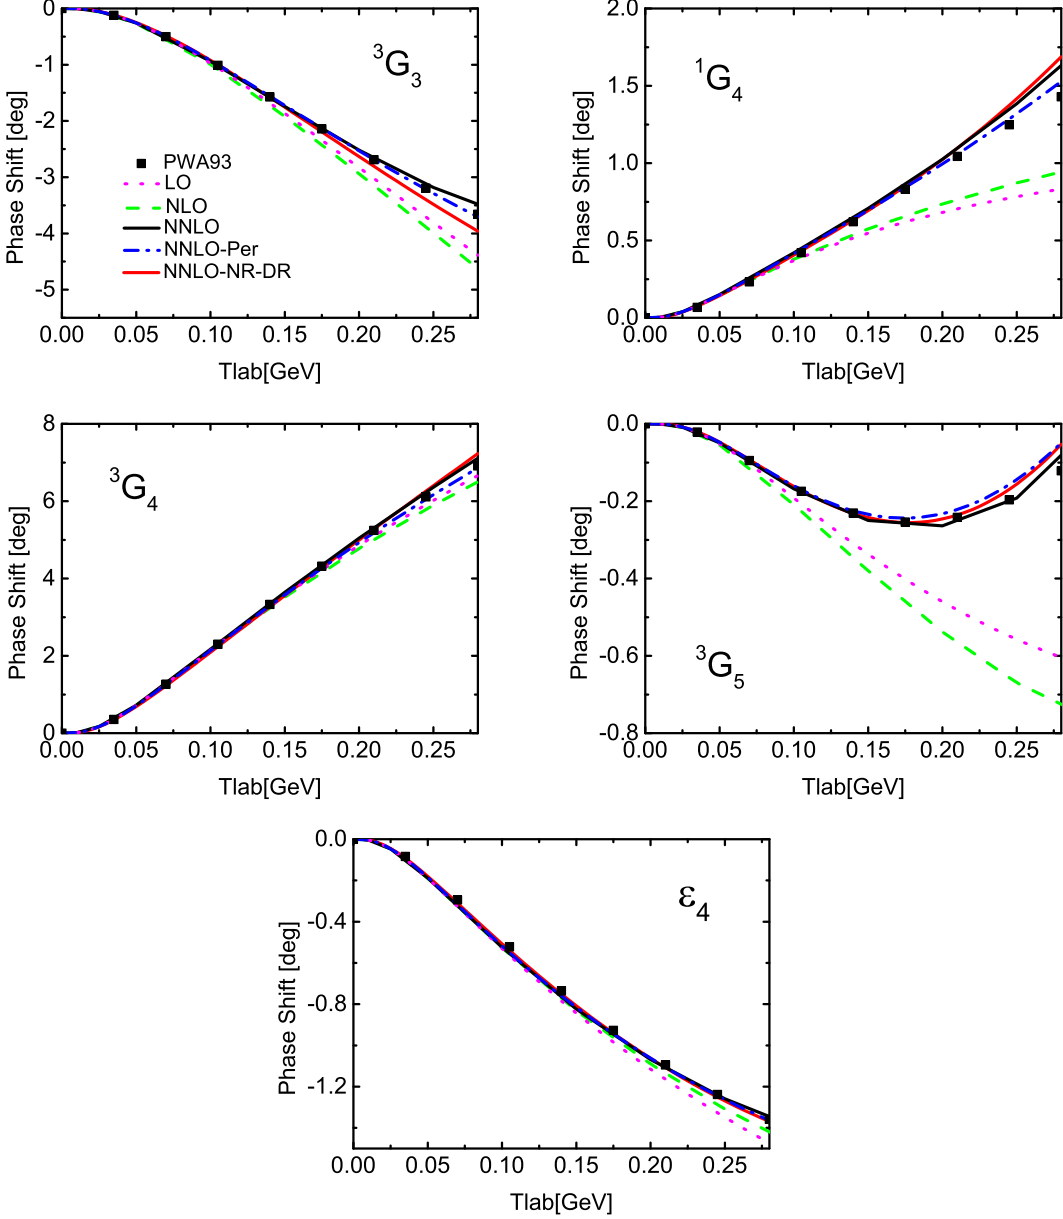 0
-1
-2
-3
-4
-5
Phase Shift [deg]
³G₃
PWA93
LO
NLO
NNLO
NNLO-Per
NNLO-NR-DR
0.00 0.05 0.10 0.15 0.20 0.25
Tlab[GeV]
2.0
1.5
1.0
0.5
0.0
Phase Shift [deg]
¹G₄
0.00 0.05 0.10 0.15 0.20 0.25
Tlab[GeV]
8
6
4
2
0
Phase Shift [deg]
³G₄
0.00 0.05 0.10 0.15 0.20 0.25
Tlab[GeV]
0.0
-0.2
-0.4
-0.6
-0.8
Phase Shift [deg]
³G₅
0.00 0.05 0.10 0.15 0.20 0.25
Tlab[GeV]
0.0
-0.4
-0.8
-1.2
Phase Shift [deg]
ε₄
0.00 0.05 0.10 0.15 0.20 0.25
Tlab[GeV]